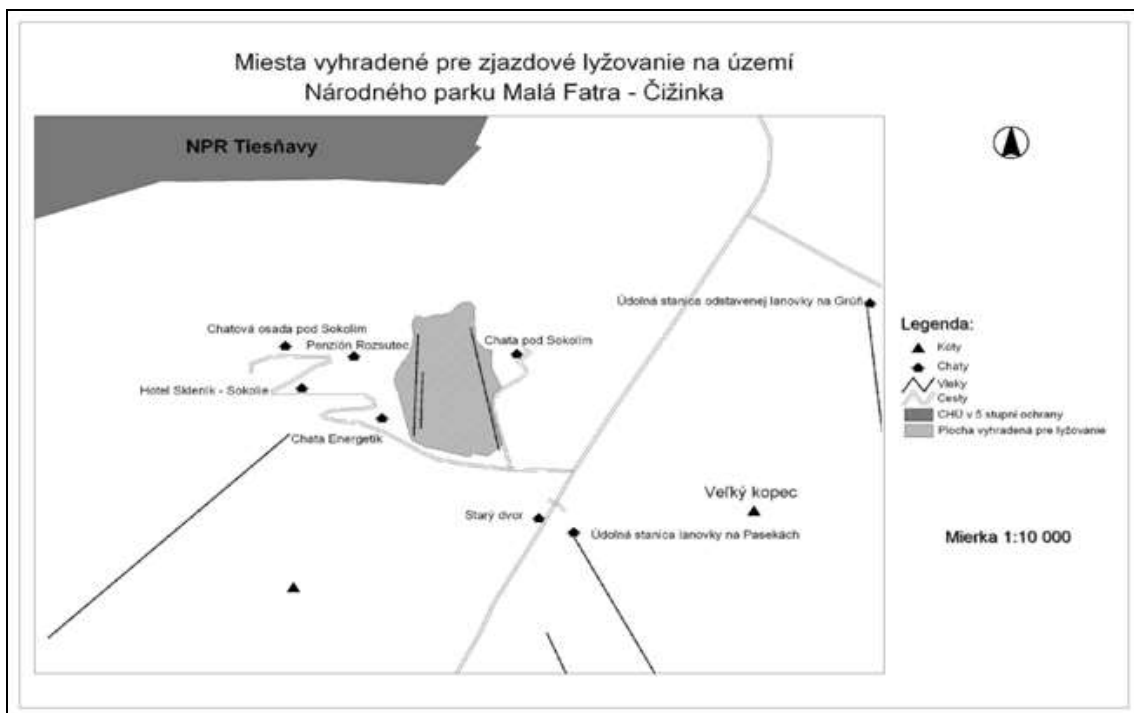 Miesta vyhradené pre zjazdové lyžovanie na území
Národného parku Malá Fatra - Čižinka
NPR Tiesňavy
Údolná stanica odstavenej lanovky na Grúň
Chatová osada pod Sokolím
Penzión Rozsutec
Chata pod Sokolím
Hotel Skleník - Sokolie
Chata Energetik
Starý dvor
Údolná stanica lanovky na Pasekách
Veľký kopec
Legenda:
Kóty
Chaty
Vleky
Cesty
CHÚ v 5 stupni ochrany
Plocha vyhradená pre lyžovanie
Mierka 1:10 000